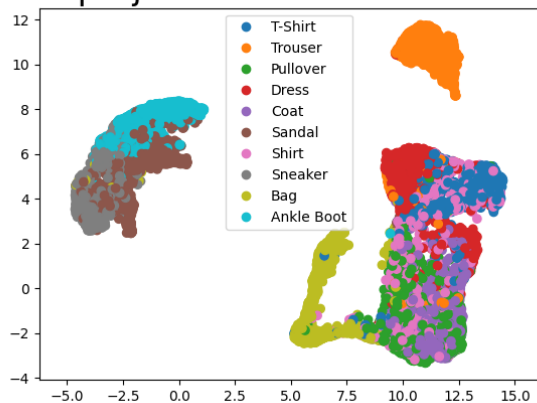 12
10
8
6
4
2
0
−2
−4
T-Shirt
Trouser
Pullover
Dress
Coat
Sandal
Shirt
Sneaker
Bag
Ankle Boot
−5.0 −2.5 0.0 2.5 5.0 7.5 10.0 12.5 15.0